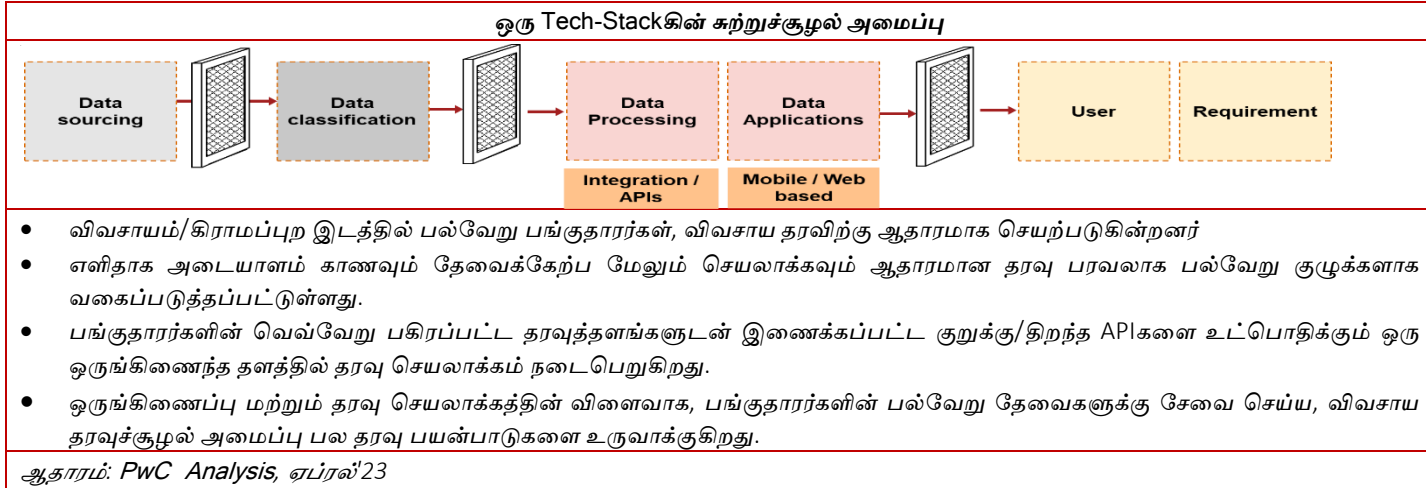 ஒரு Tech-Stackகின் சுற்றுச்சூழல் அமைப்பு
Data
sourcing
Data
classification
Data
Processing
Data
Applications
User
Requirement
Integration /
APIs
Mobile / Web
based
● விவசாயம்/கிராமப்புற இடத்தில் பல்வேறு பங்குதாரர்கள், விவசாய தரவிற்கு ஆதாரமாக செயற்படுகின்றனர்
● எளிதாக அடையாளம் காணவும் தேவைக்கேற்ப மேலும் செயலாக்கவும் ஆதாரமான தரவு பரவலாக பல்வேறு குழுக்களாக
வகைப்படுத்தப்பட்டுள்ளது.
● பங்குதாரர்களின் வெவ்வேறு பகிரப்பட்ட தரவுத்தளங்களுடன் இணைக்கப்பட்ட குறுக்கு/திறந்த APIகளை உட்பொதிக்கும் ஒரு
ஒருங்கிணைந்த தளத்தில் தரவு செயலாக்கம் நடைபெறுகிறது.
● ஒருங்கிணைப்பு மற்றும் தரவு செயலாக்கத்தின் விளைவாக, பங்குதாரர்களின் பல்வேறு தேவைகளுக்கு சேவை செய்ய, விவசாய
தரவுச்சூழல் அமைப்பு பல தரவு பயன்பாடுகளை உருவாக்குகிறது.
ஆதாரம்: PwC Analysis, ஏப்ரல்'23